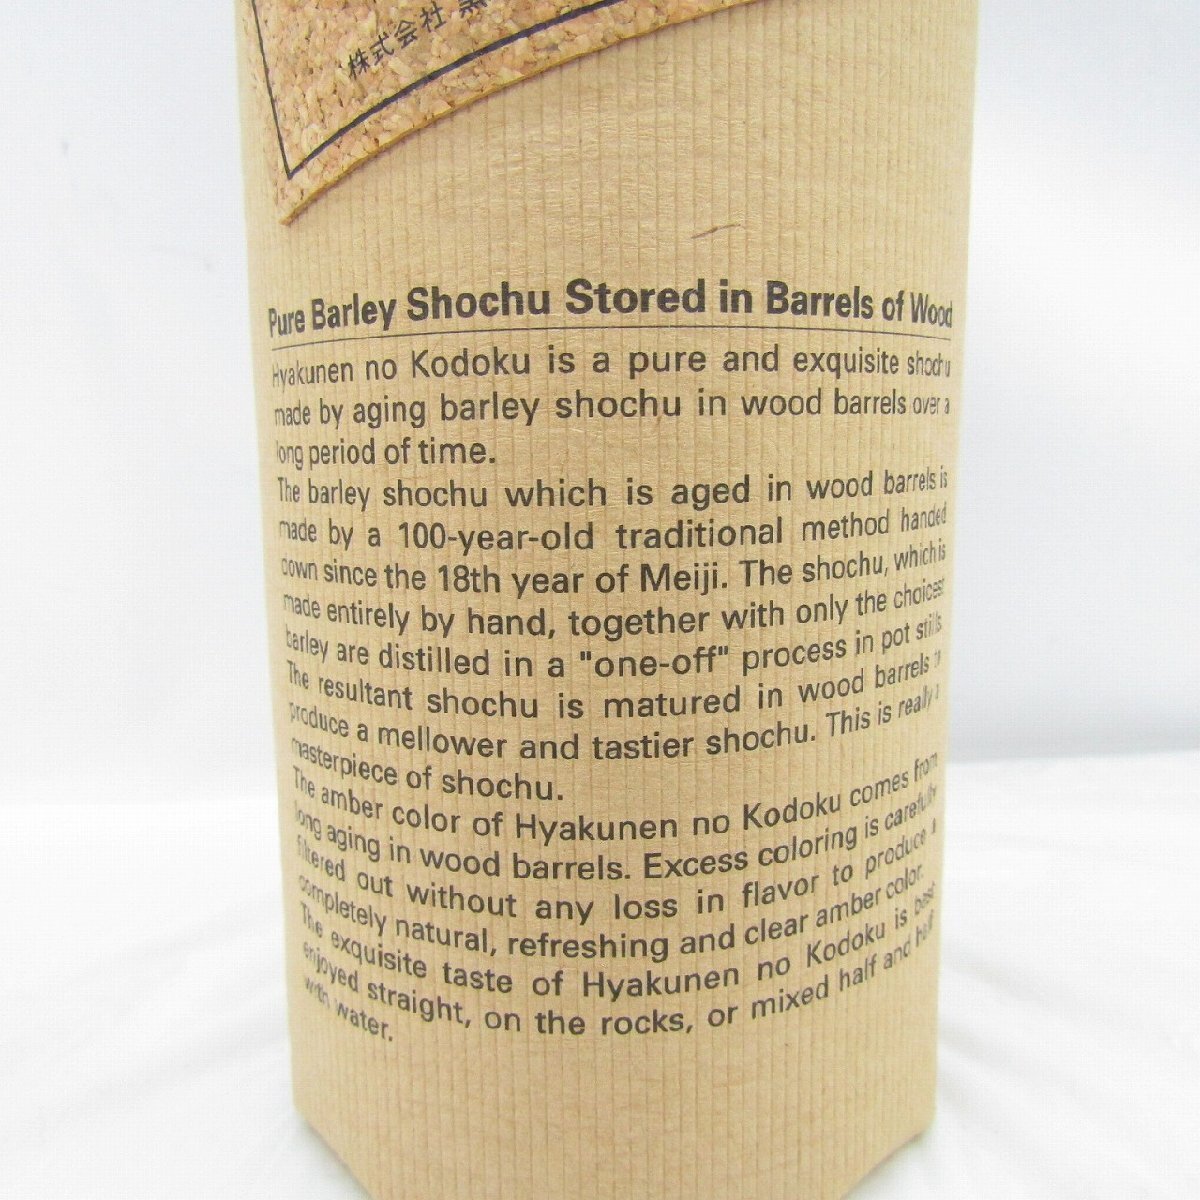 株式会社 黒
Pure Barley Shochu Stored in Barrels of Wood
Hyakunen no Kodoku is a pure and exquisite shochu
made by aging barley shochu in wood barrels over a
long period of time.
The barley shochu which is aged in wood barrels is
made by a 100-year-old traditional method handed
down since the 18th year of Meiji. The shochu, which is
made entirely by hand, together with only the choicest
barley are distilled in a "one-off" process in pot stills.
The resultant shochu is matured in wood barrels to
produce a mellower and tastier shochu. This is really a
masterpiece of shochu.
The amber color of Hyakunen no Kodoku comes from
long aging in wood barrels. Excess coloring is carefully
filtered out without any loss in flavor to produce a
completely natural, refreshing and clear amber color.
The exquisite taste of Hyakunen no Kodoku is best
enjoyed straight, on the rocks, or mixed half and half
with water.